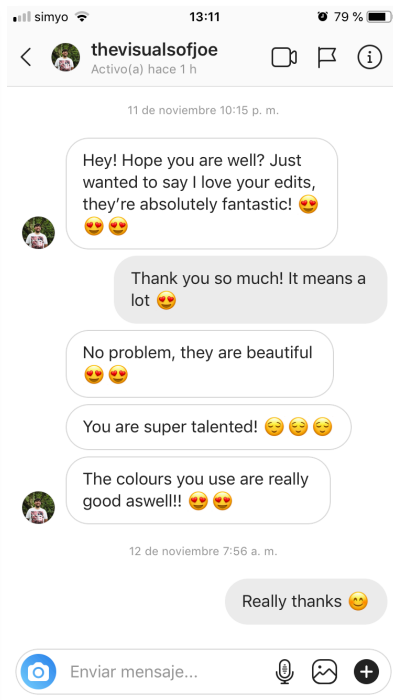 simyo 13:11 79 %
thevisualsofjoe
Activo(a) hace 1 h
11 de noviembre 10:15 p. m.
Hey! Hope you are well? Just
wanted to say I love your edits,
they're absolutely fantastic! 😍
😍😍
Thank you so much! It means a
lot 😍
No problem, they are beautiful
😍😍
You are super talented! 😌😌😌
The colours you use are really
good aswell!! 😍😍
12 de noviembre 7:56 a. m.
Really thanks 😊
Enviar mensaje...